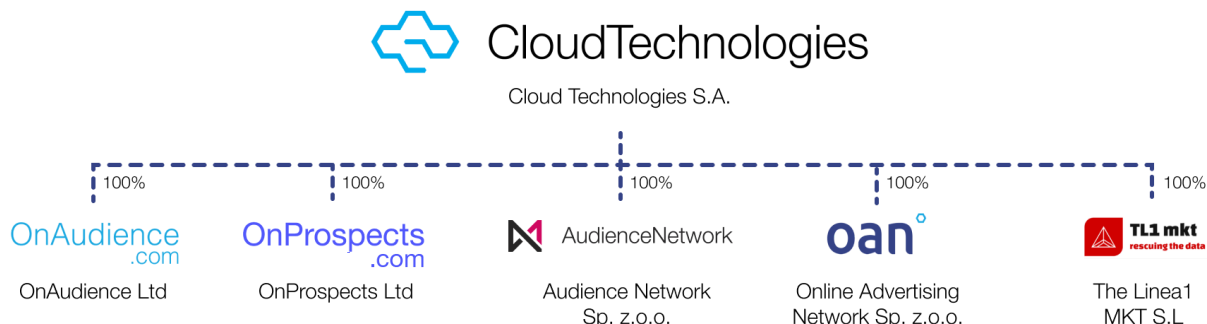 CloudTechnologies
Cloud Technologies S.A.
100% 100% 100% 100% 100%
OnAudience
.com
OnProspects
.com
AudienceNetwork
oan
TL1 mkt
rescuing the data
OnAudience Ltd
OnProspects Ltd
Audience Network
Sp. z.o.o.
Online Advertising
Network Sp. z.o.o.
The Linea1
MKT S.L